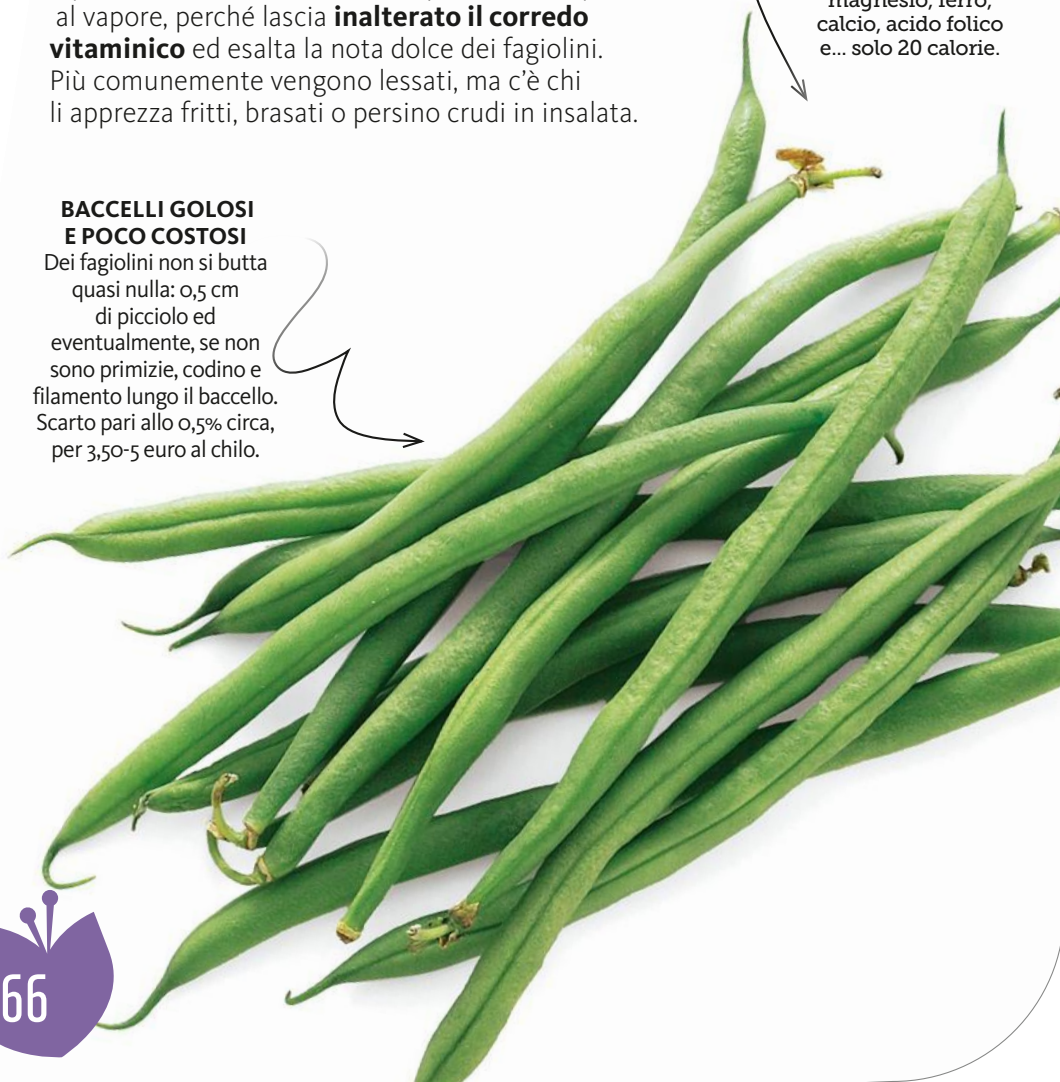 al vapore, perché lascia inalterato il corredo
vitaminico ed esalta la nota dolce dei fagiolini.
Più comunemente vengono lessati, ma c’è chi
li apprezza fritti, brasati o persino crudi in insalata.
magnesio, ferro,
calcio, acido folico
e... solo 20 calorie.
BACCELLI GOLOSI
E POCO COSTOSI
Dei fagiolini non si butta
quasi nulla: 0,5 cm
di picciolo ed
eventualmente, se non
sono primizie, codino e
filamento lungo il baccello.
Scarto pari allo 0,5% circa,
per 3,50-5 euro al chilo.
66